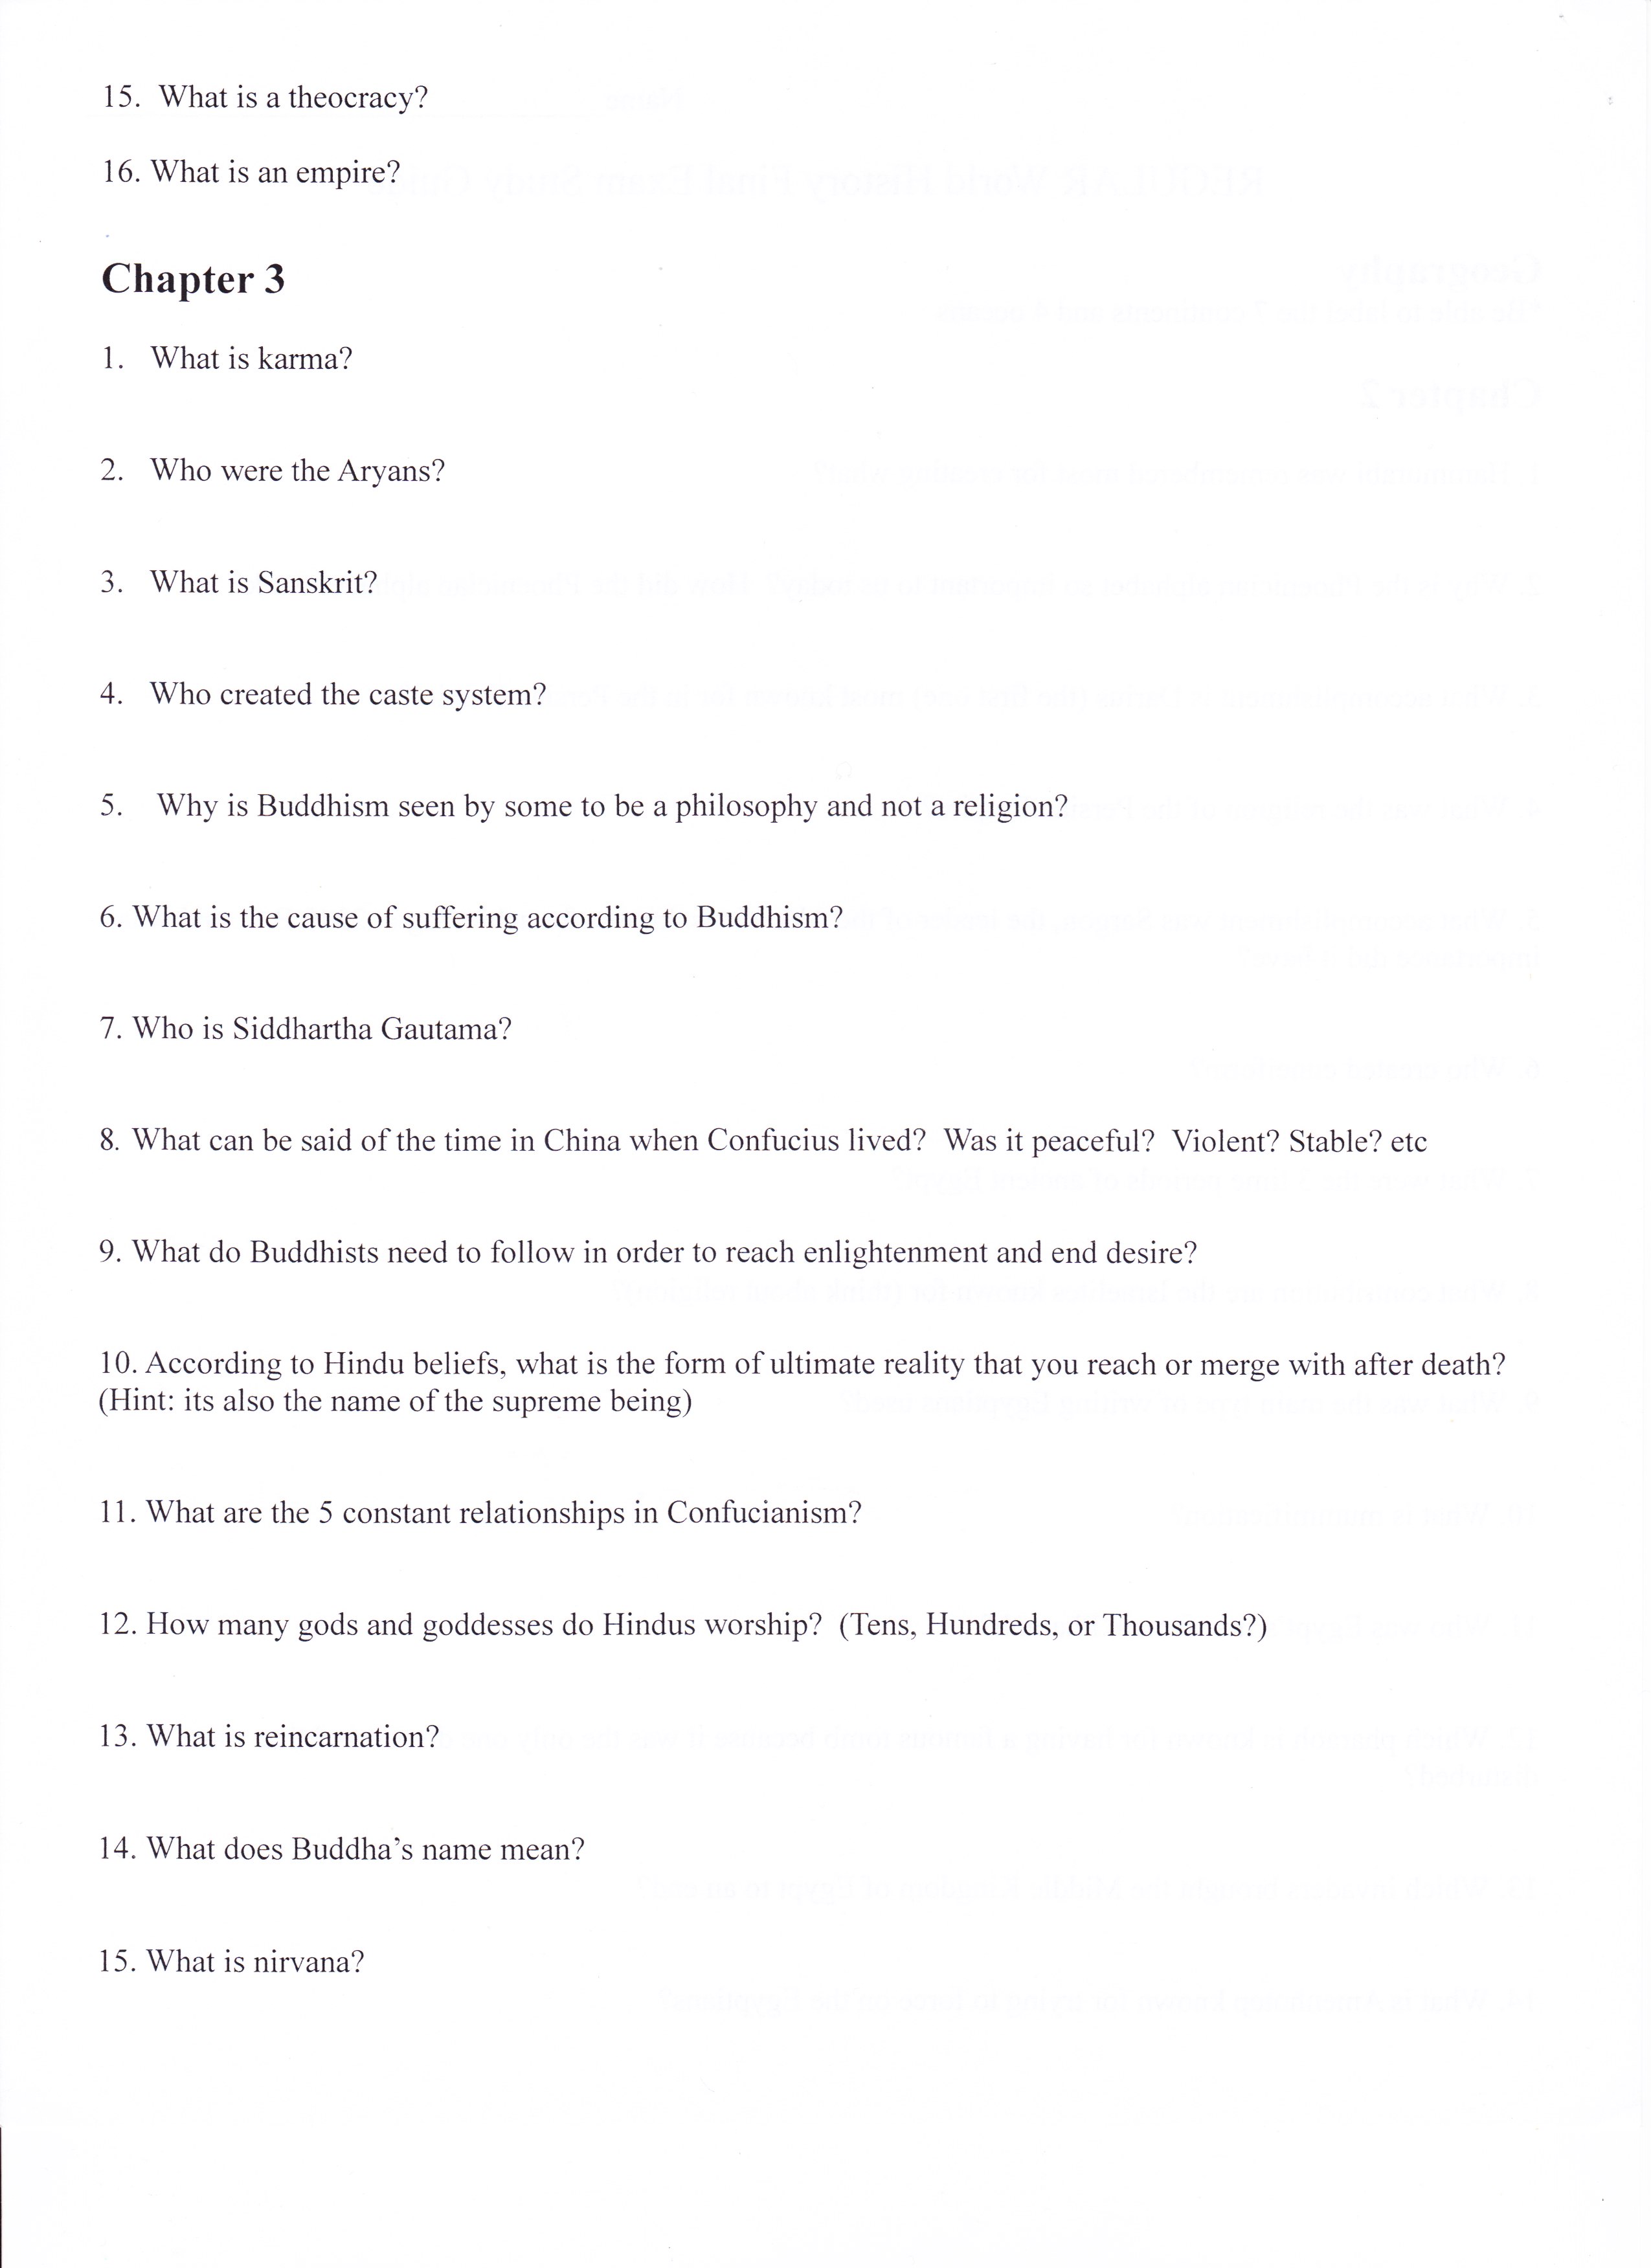 15. What is a theocracy?
16. What is an empire?
Chapter 3
1. What is karma?
2. Who were the Aryans?
3. What is Sanskrit?
4. Who created the caste system?
5. Why is Buddhism seen by some to be a philosophy and not a religion?
6. What is the cause of suffering according to Buddhism?
7. Who is Siddhartha Gautama?
8. What can be said of the time in China when Confucius lived? Was it peaceful? Violent? Stable? etc
9. What do Buddhists need to follow in order to reach enlightenment and end desire?
10. According to Hindu beliefs, what is the form of ultimate reality that you reach or merge with after death?
(Hint: its also the name of the supreme being)
11. What are the 5 constant relationships in Confucianism?
12. How many gods and goddesses do Hindus worship? (Tens, Hundreds, or Thousands?)
13. What is reincarnation?
14. What does Buddha’s name mean?
15. What is nirvana?